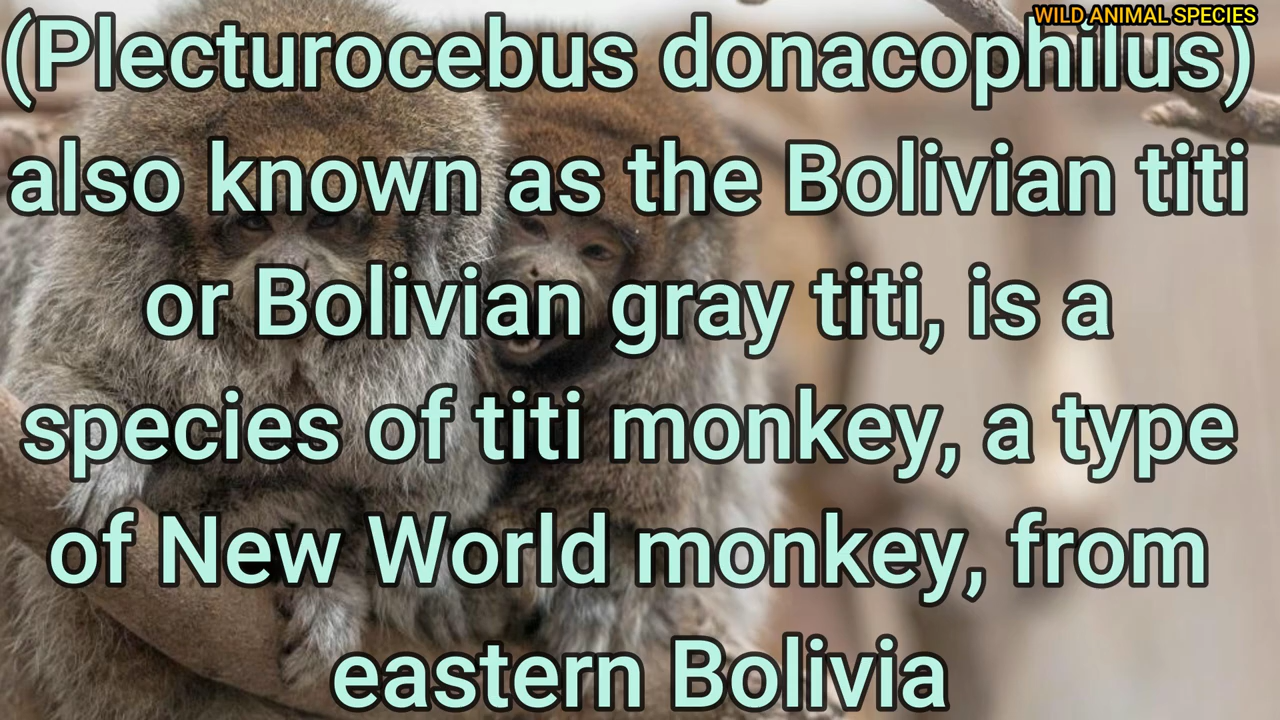 WILD ANIMAL SPECIES
(Plecturocebus donacophilus)
also known as the Bolivian titi
or Bolivian gray titi, is a
species of titi monkey, a type
of New World monkey, from
eastern Bolivia